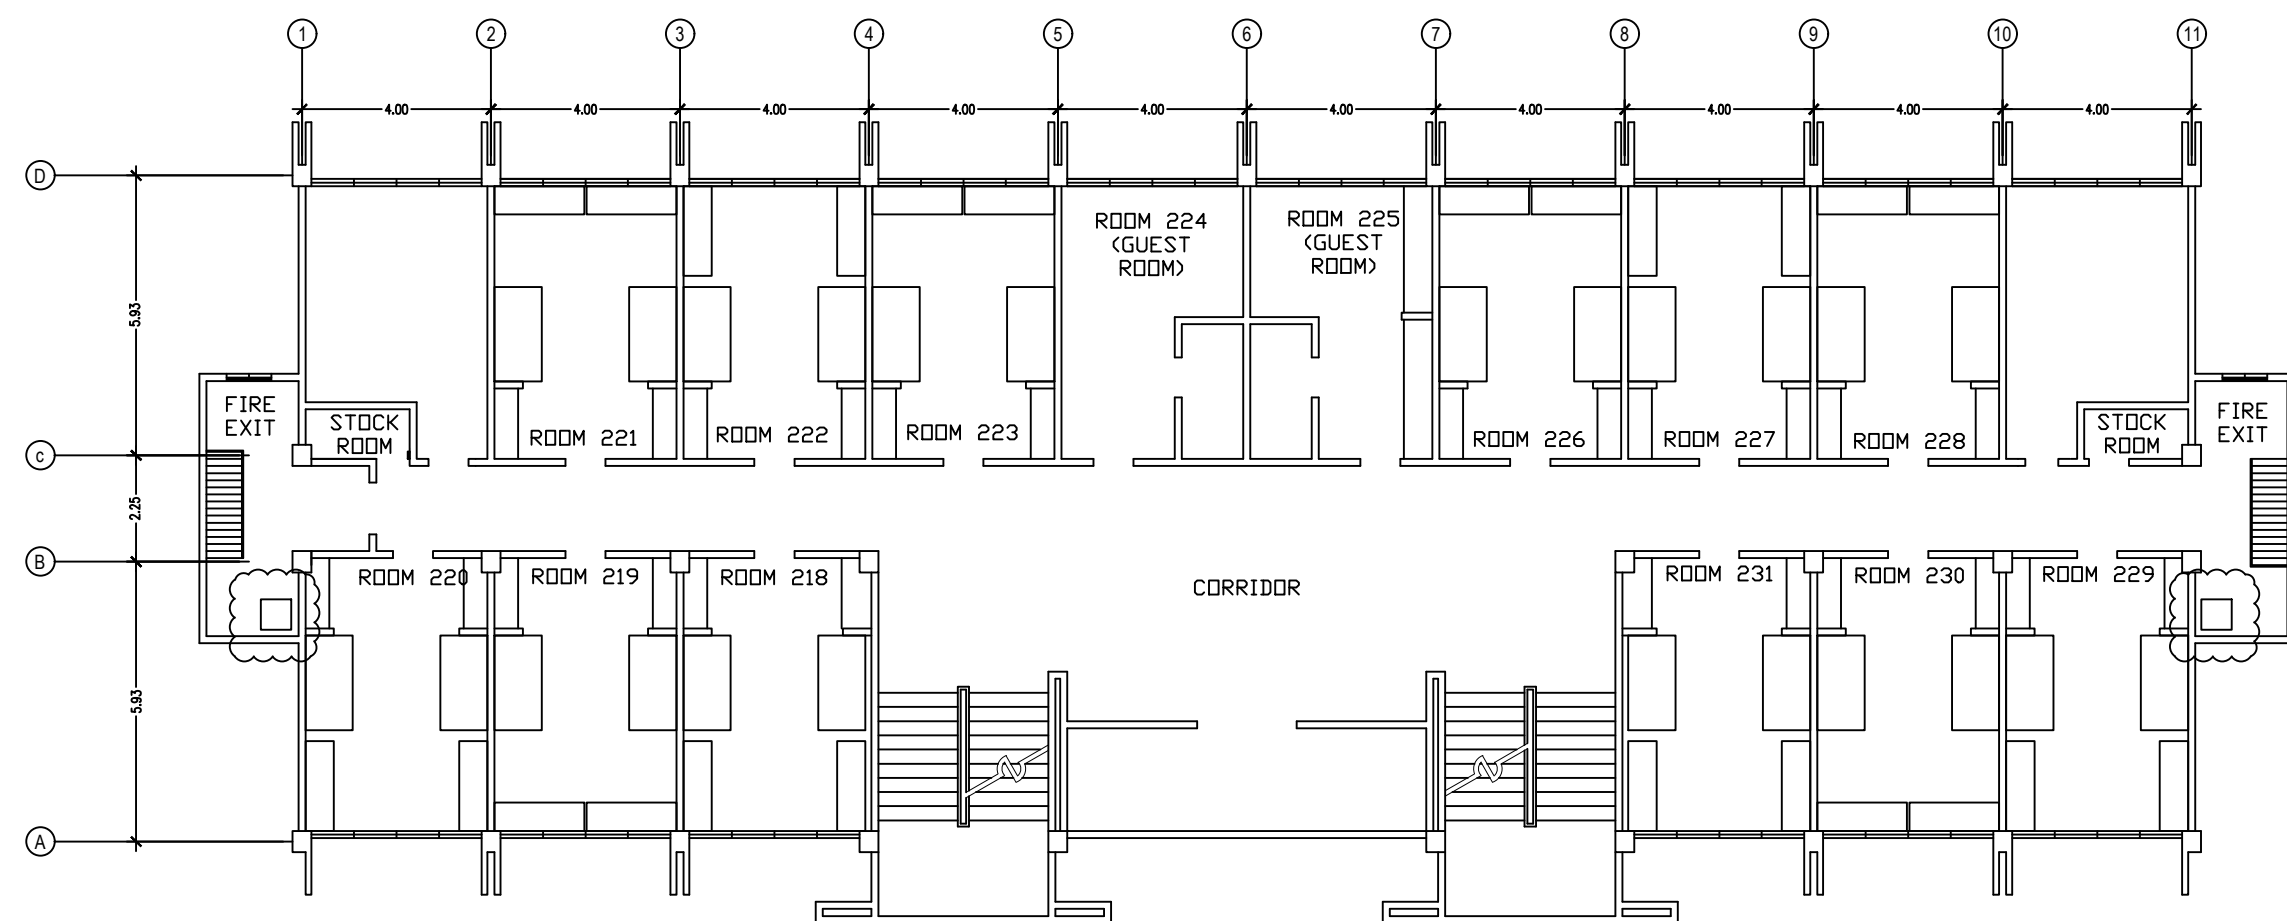 1 2 3 4 5 6 7 8 9 10 11
4.00 4.00 4.00 4.00 4.00 4.00 4.00 4.00 4.00 4.00
D
ROOM 224
(GUEST
ROOM)
ROOM 225
(GUEST
ROOM)
5.93
FIRE
EXIT
STOCK
ROOM
ROOM 221
ROOM 222
ROOM 223
ROOM 226
ROOM 227
ROOM 228
STOCK
ROOM
FIRE
EXIT
c
2.25
B
ROOM 220
ROOM 219
ROOM 218
CORRIDOR
ROOM 231
ROOM 230
ROOM 229
5.93
A